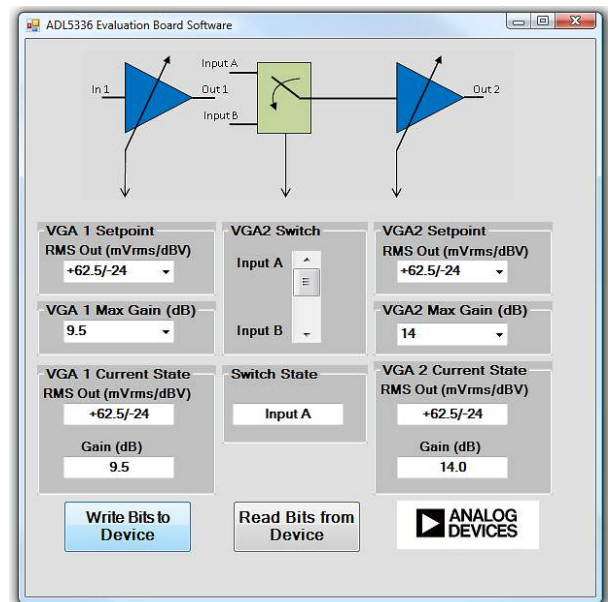 ADL5336 Evaluation Board Software
Input A
In 1
Out 1
Out 2
Input B
VGA 1 Setpoint
RMS Out (mVrms/dBV)
+62.5/-24
VGA 1 Max Gain (dB)
9.5
VGA 1 Current State
RMS Out (mVrms/dBV)
+62.5/-24
Gain (dB)
9.5
VGA2 Switch
Input A
Input B
Switch State
Input A
VGA2 Setpoint
RMS Out (mVrms/dBV)
+62.5/-24
VGA2 Max Gain (dB)
14
VGA 2 Current State
RMS Out (mVrms/dBV)
+62.5/-24
Gain (dB)
14.0
Write Bits to
Device
Read Bits from
Device
ANALOG
DEVICES